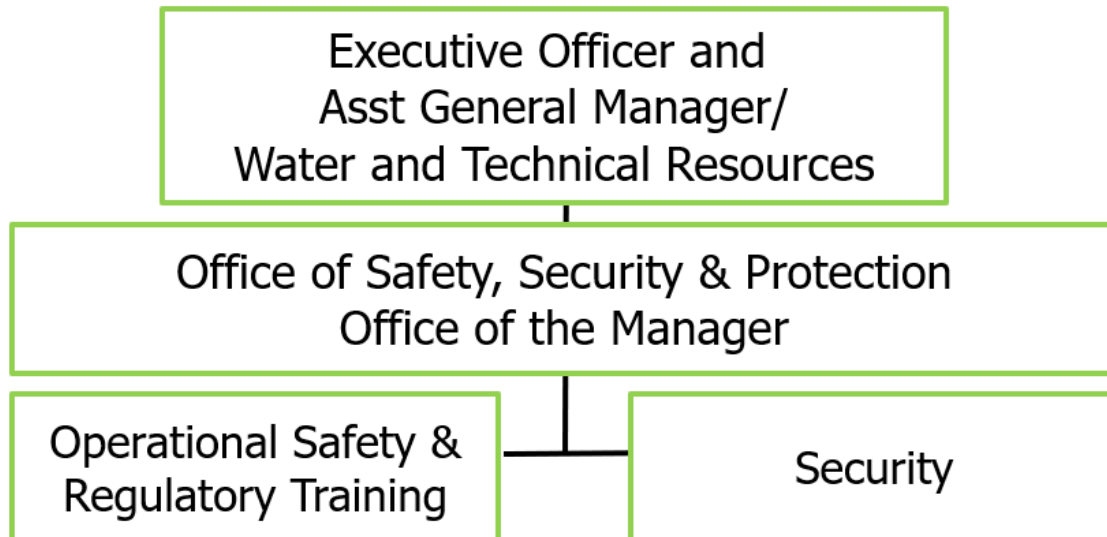 Executive Officer and
Asst General Manager/
Water and Technical Resources
Office of Safety, Security & Protection
Office of the Manager
Operational Safety &
Regulatory Training
Security